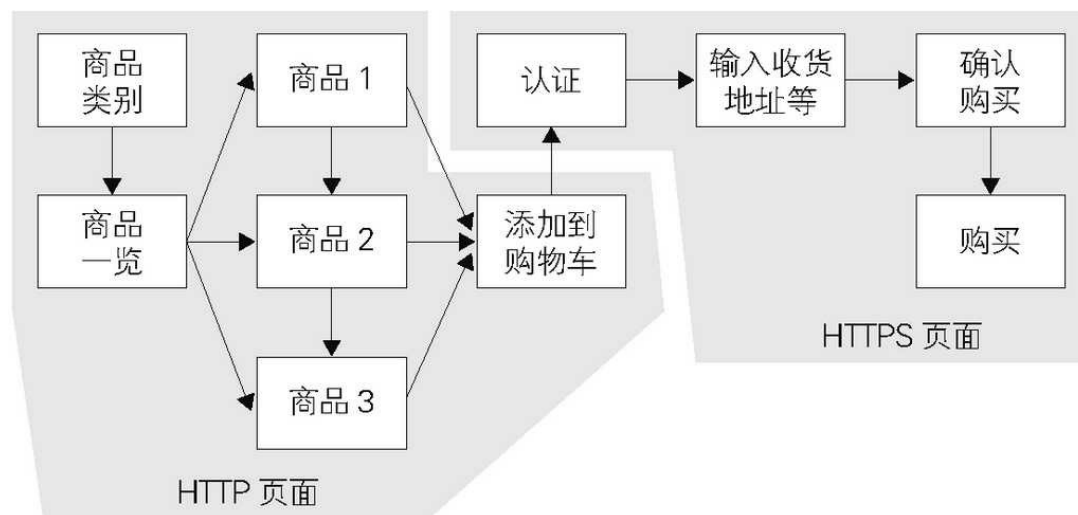 商品
类别
商品 1
认证
输入收货
地址等
确认
购买
商品
一览
商品 2
添加到
购物车
购买
商品 3
HTTPS 页面
HTTP 页面